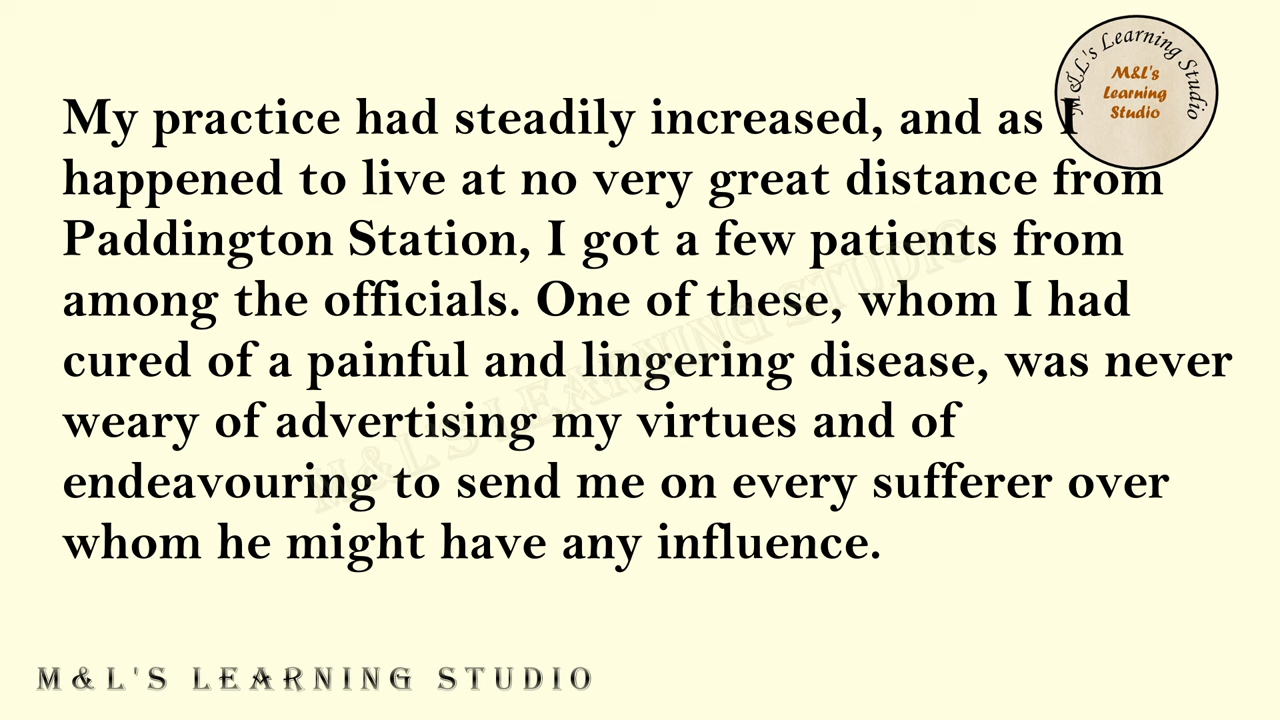 My practice had steadily increased, and as I
happened to live at no very great distance from
Paddington Station, I got a few patients from
among the officials. One of these, whom I had
cured of a painful and lingering disease, was never
weary of advertising my virtues and of
endeavouring to send me on every sufferer over
whom he might have any influence.
M&L's Learning Studio
M&L's
Learning
Studio
M&L'S LEARNING STUDIO
M&L'S LEARNING STUDIO